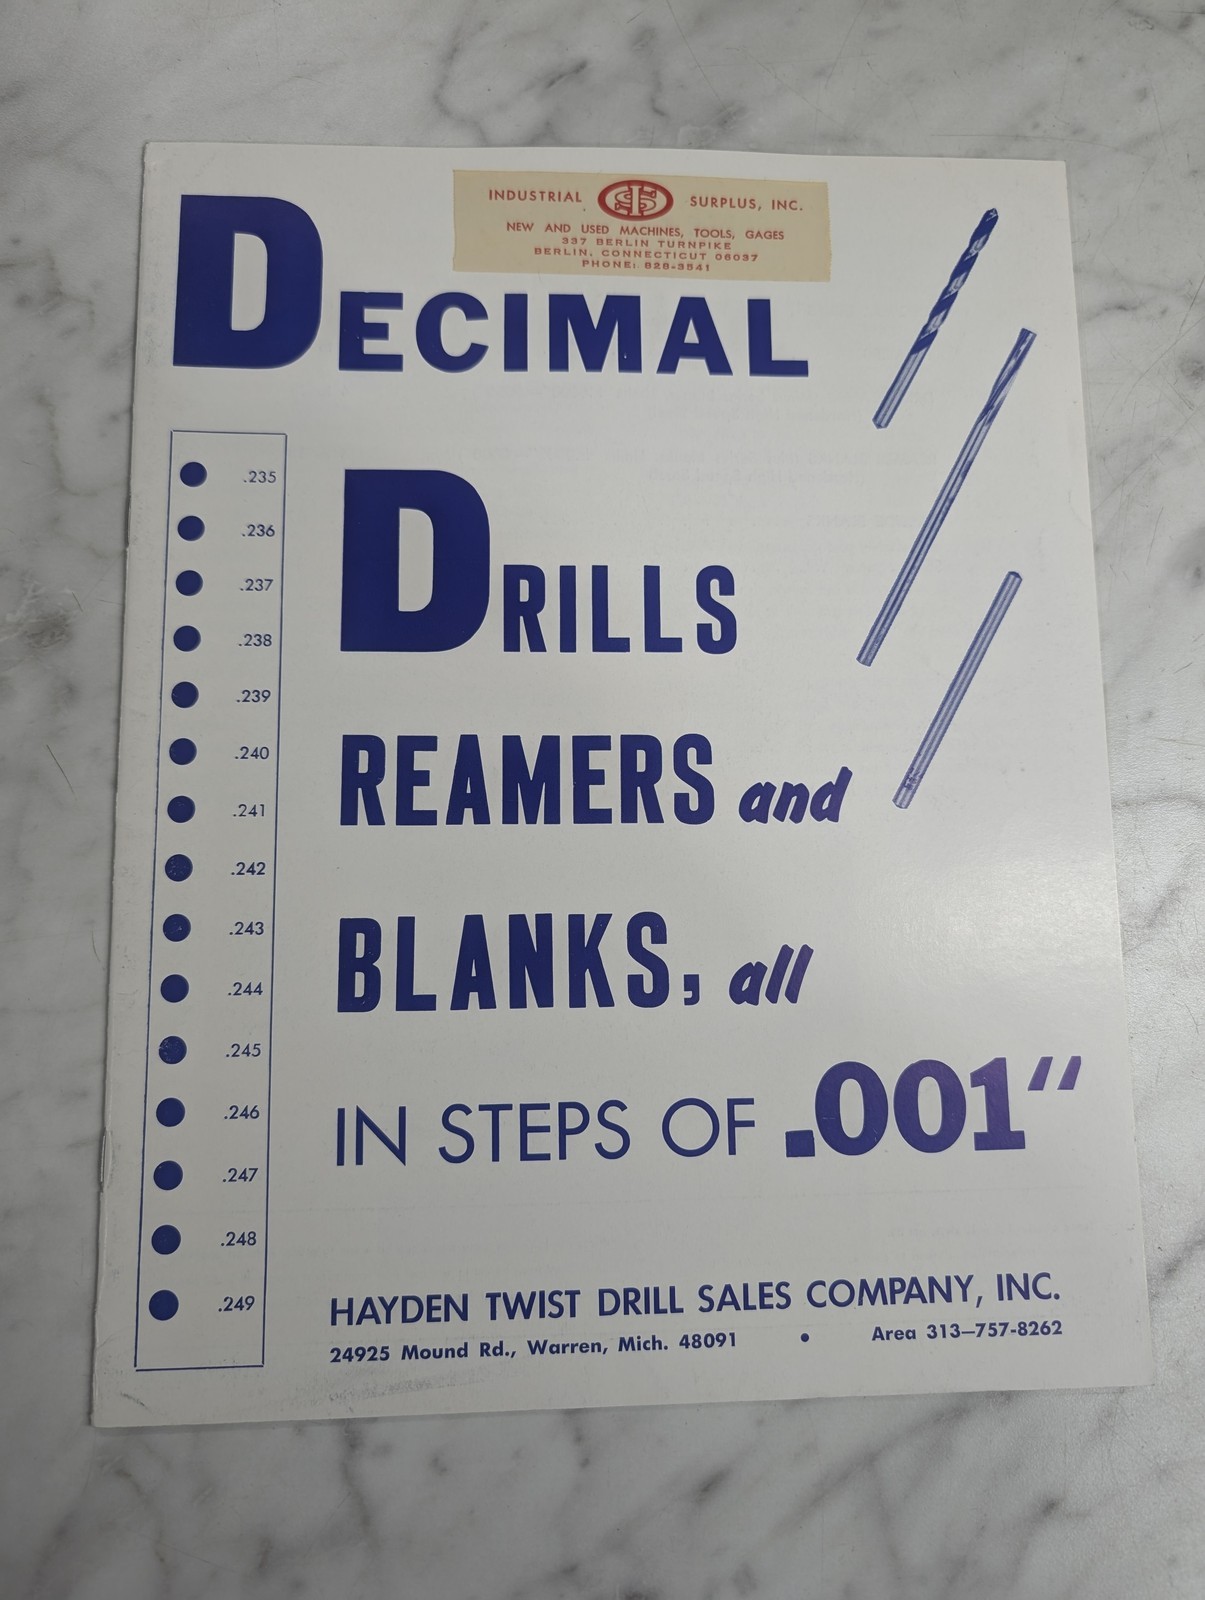 INDUSTRIAL SURPLUS, INC.
NEW AND USED MACHINES, TOOLS, GAGES
337 BERLIN TURNPIKE
BERLIN, CONNECTICUT 06037
PHONE: 828-3541
DECIMAL
DRILLS
REAMERS and
BLANKS, all
IN STEPS OF .001"
.235
.236
.237
.238
.239
.240
.241
.242
.243
.244
.245
.246
.247
.248
.249
HAYDEN TWIST DRILL SALES COMPANY, INC.
24925 Mound Rd., Warren, Mich. 48091 • Area 313—757-8262